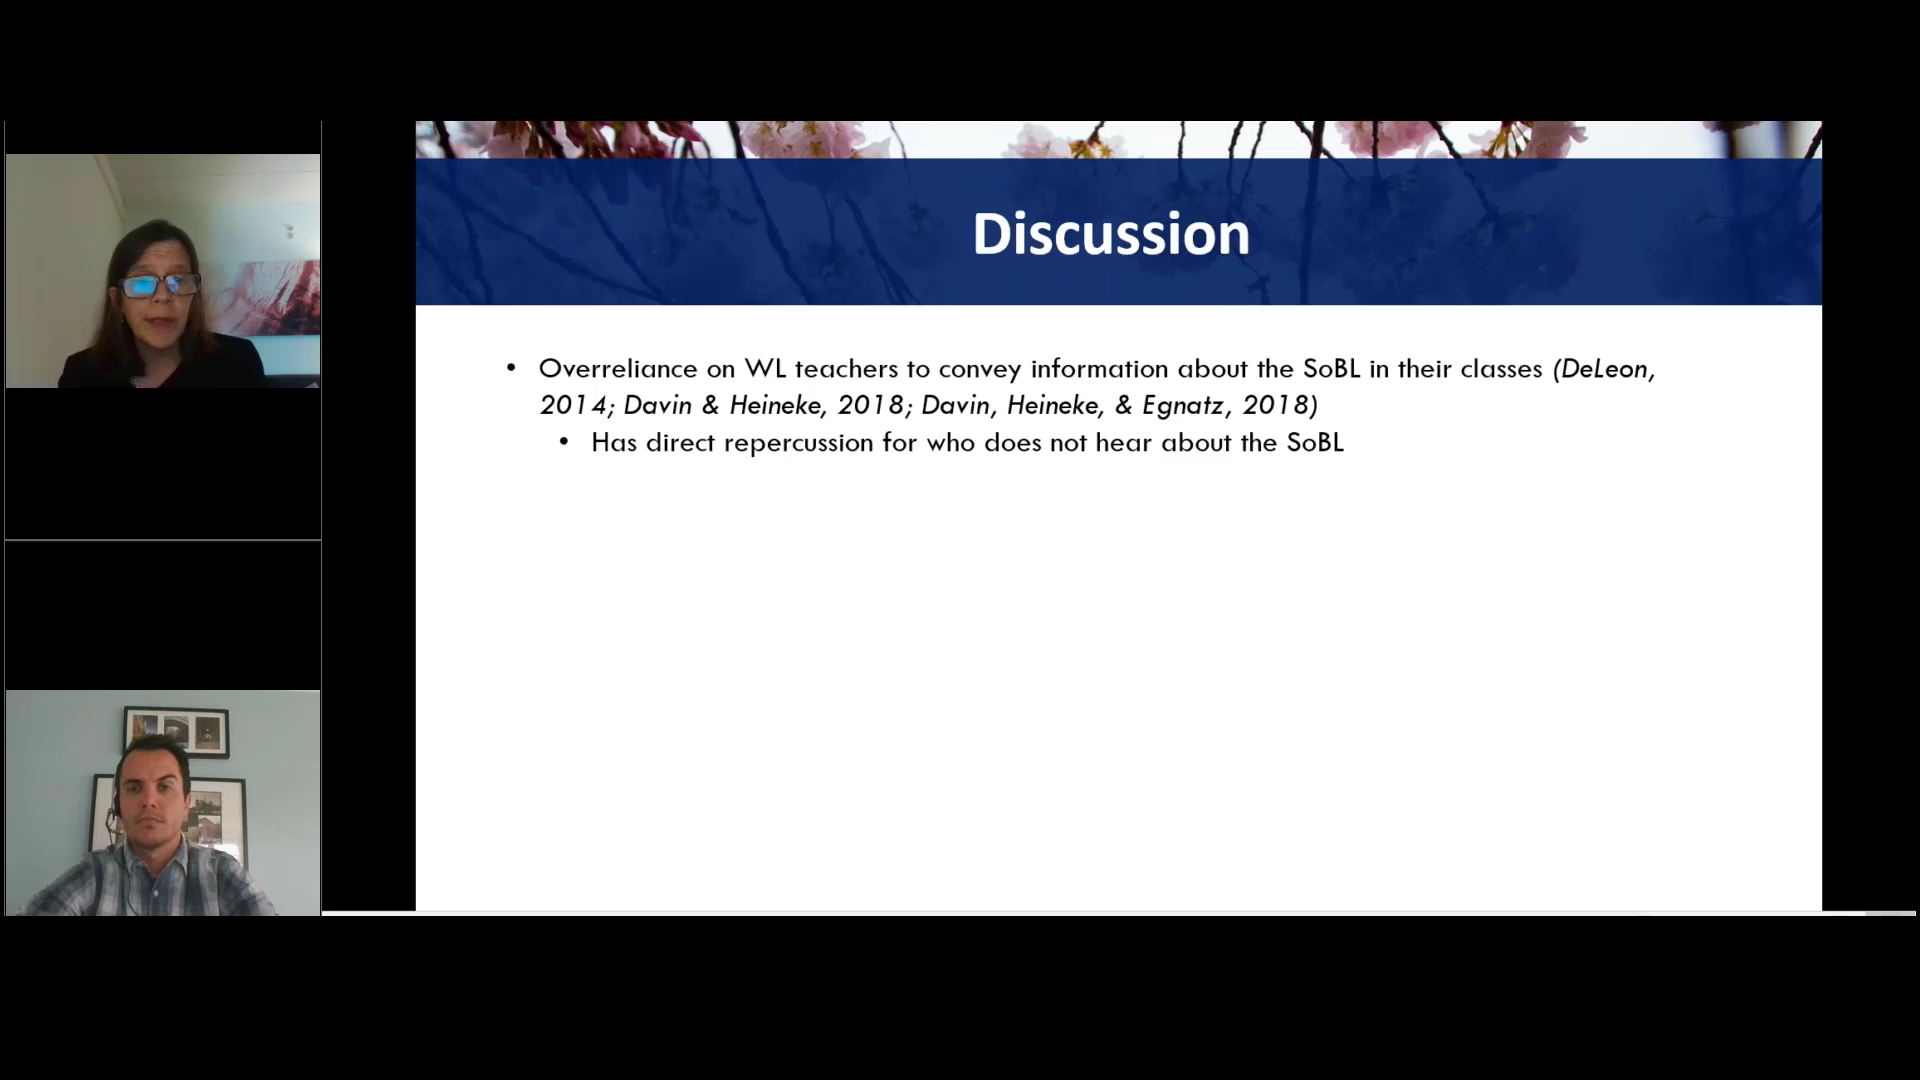 Discussion
• Overreliance on WL teachers to convey information about the SoBL in their classes (DeLeon,
2014; Davin & Heineke, 2018; Davin, Heineke, & Egnatz, 2018)
• Has direct repercussion for who does not hear about the SoBL